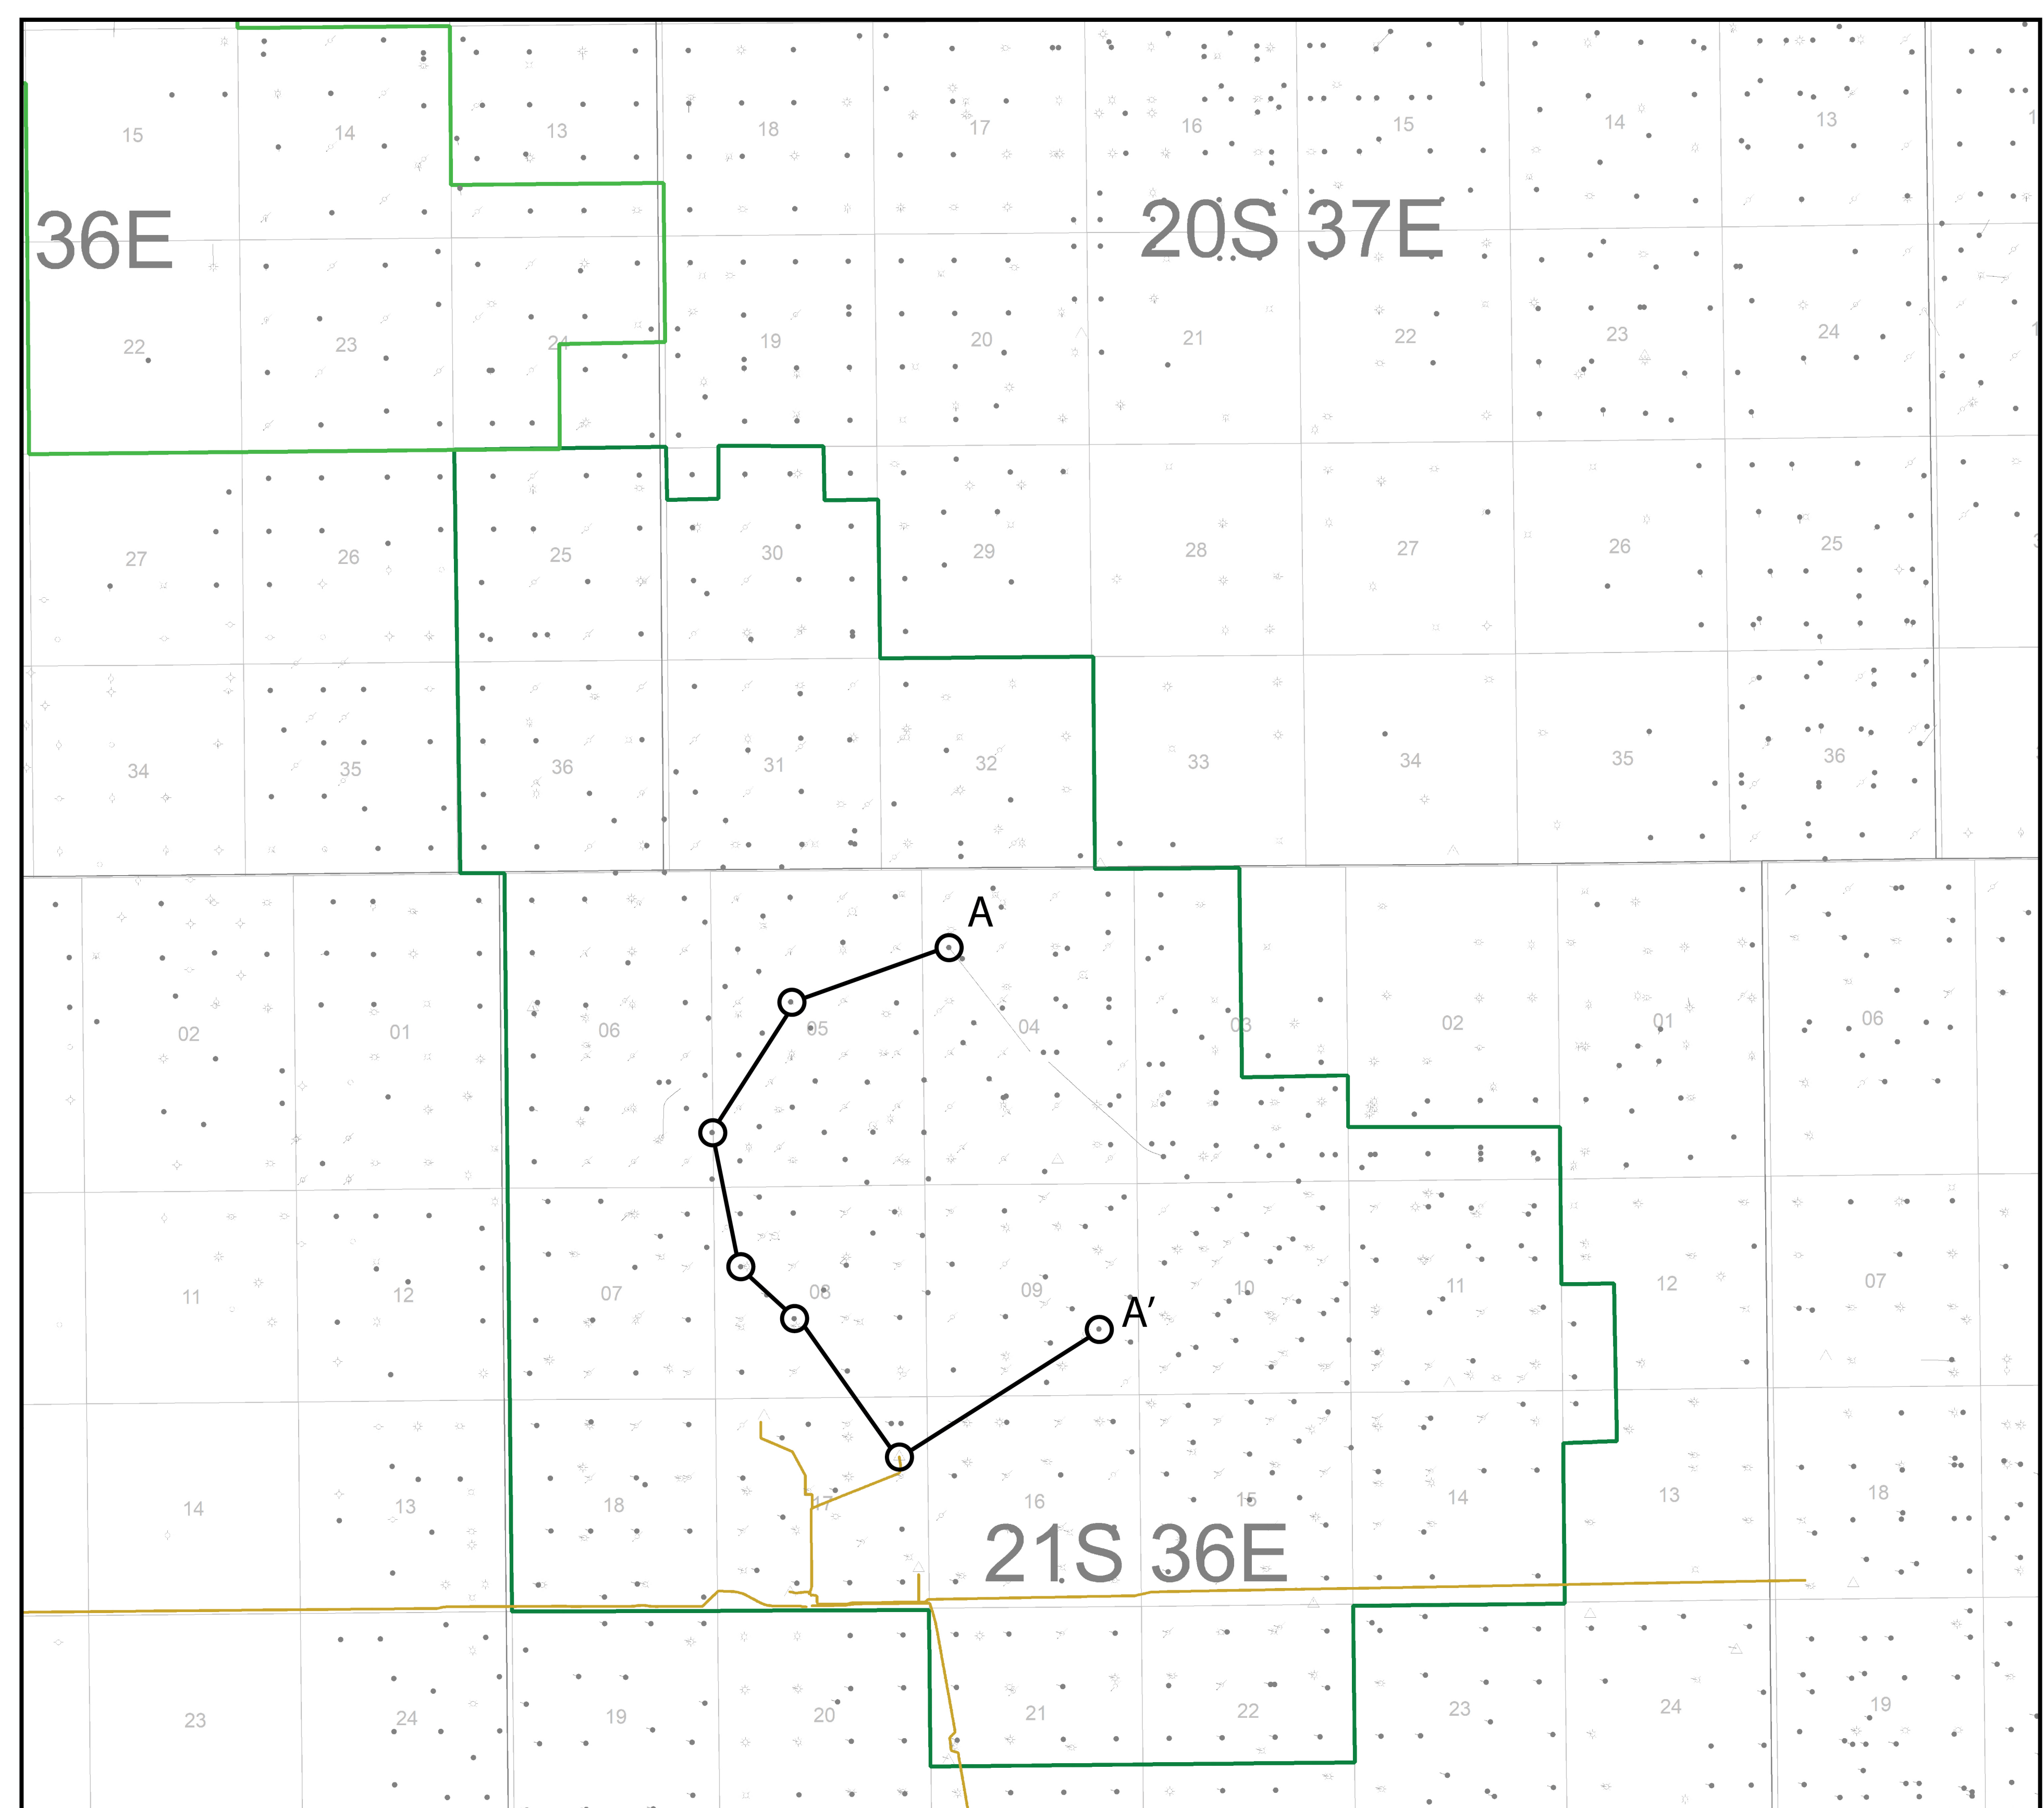 15 14 13 18 17 16 15 14 13 1
36E 20S 37E
22 23 24 19 20 21 22 23 24 1
27 26 25 30 29 28 27 26 25
34 35 36 31 32 33 34 35 36
A
02 01 06 05 04 03 02 01 06
11 12 07 08 09 10 11 12 07
A'
14 13 18 17 16 15 14 13 18
21S 36E
23 24 19 20 21 22 23 24 19